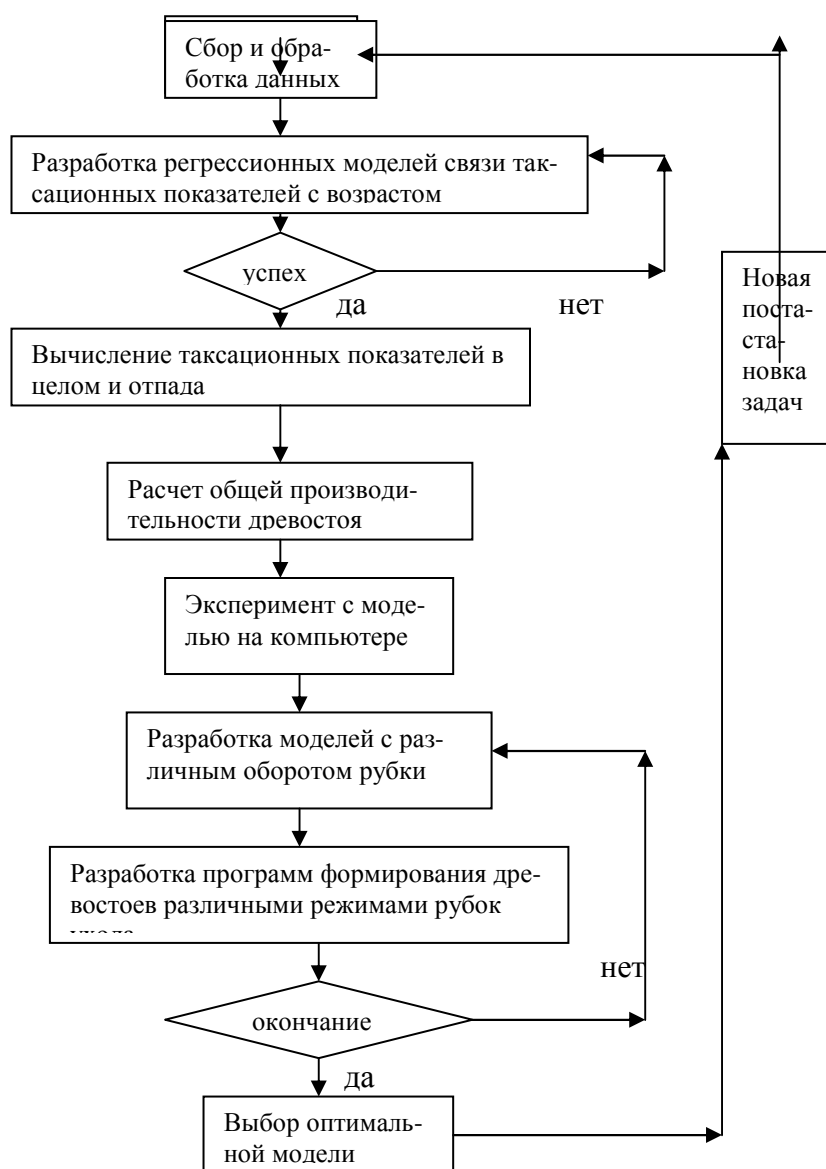 Сбор и обра-
ботка данных
Разработка регрессионных моделей связи так-
сационных показателей с возрастом
успех
да
нет
Новая
поста-
ста-
новка
задач
Вычисление таксационных показателей в
целом и отпада
Расчет общей производи-
тельности древостоя
Эксперимент с моде-
лью на компьютере
Разработка моделей с раз-
личным оборотом рубки
Разработка программ формирования дре-
востоев различными режимами рубок
ухода
нет
окончание
да
Выбор оптималь-
ной модели